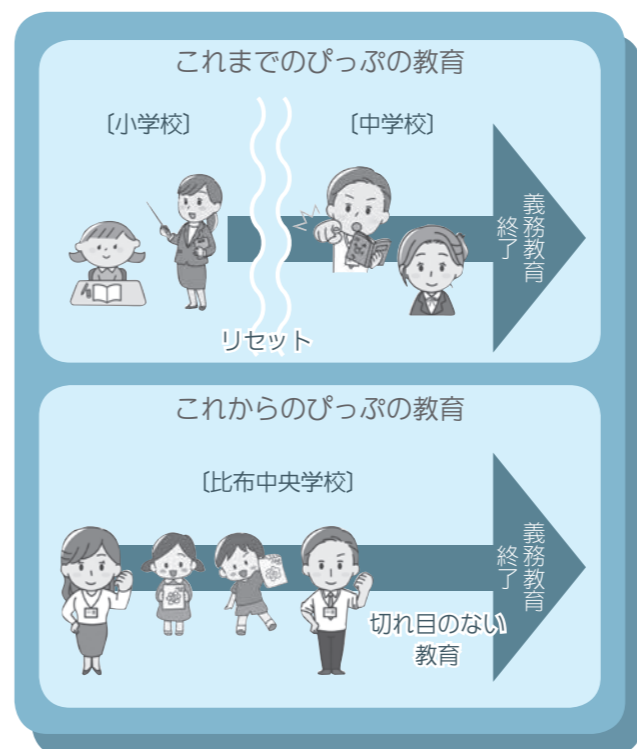 これまでのぴっぷの教育
〔小学校〕
〔中学校〕
義務教育
終了
リセット
これからのぴっぷの教育
〔比布中央学校〕
義務教育
終了
切れ目のない
教育